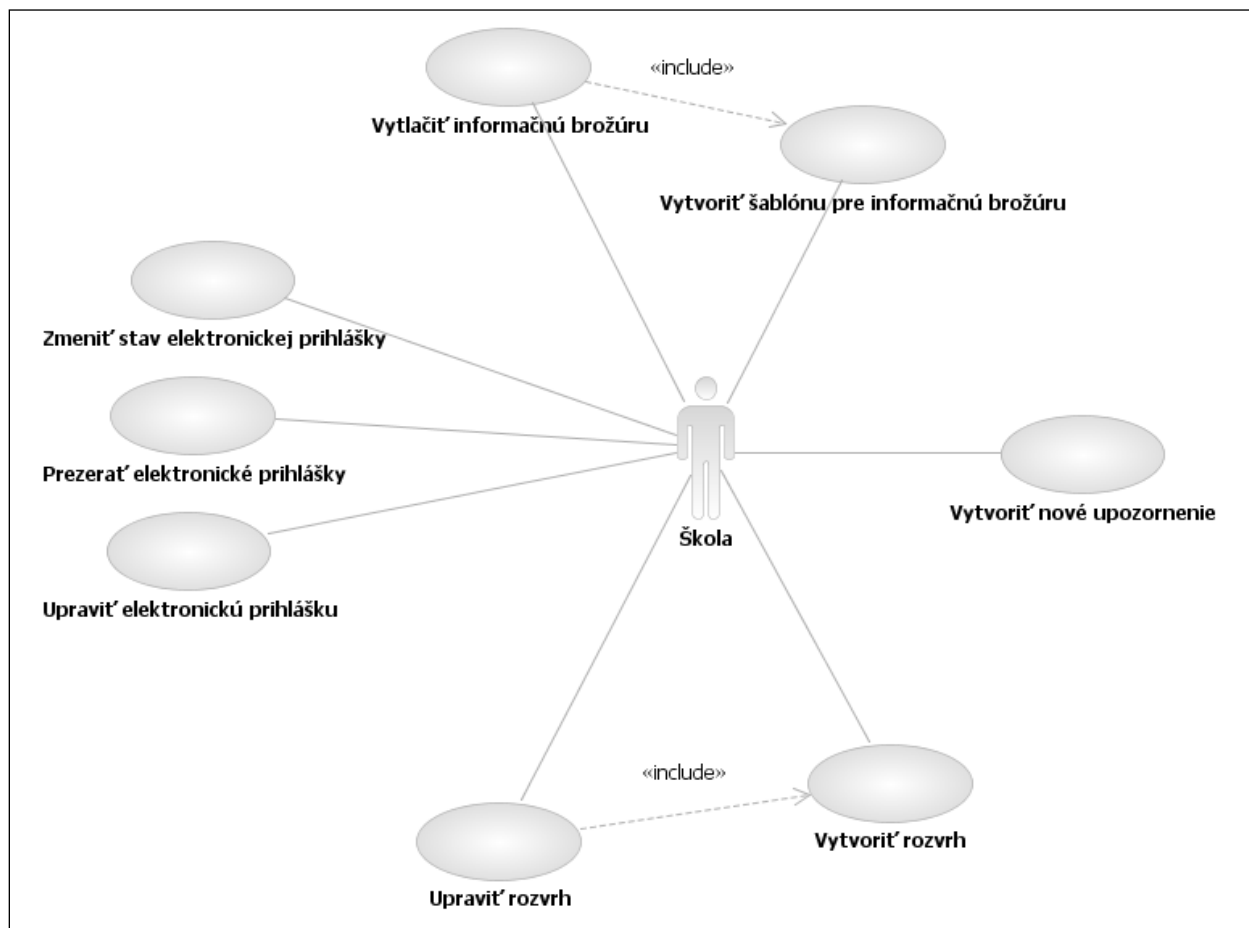 «include»
Vytlačiť informačnú brožúru
Vytvoriť šablónu pre informačnú brožúru
Zmeniť stav elektronickej prihlášky
Prezerať elektronické prihlášky
Vytvoriť nové upozornenie
Škola
Upraviť elektronickú prihlášku
«include»
Vytvoriť rozvrh
Upraviť rozvrh